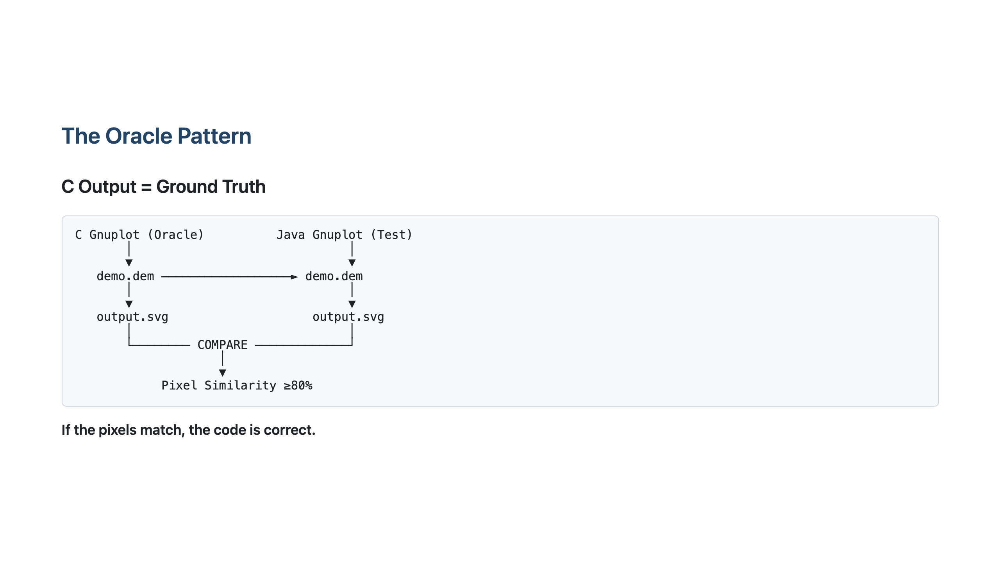 The Oracle Pattern
C Output = Ground Truth
C Gnuplot (Oracle)          Java Gnuplot (Test)
demo.dem ──────────────────► demo.dem
output.svg                    output.svg
└──────── COMPARE ─────────────┘
Pixel Similarity ≥80%
If the pixels match, the code is correct.